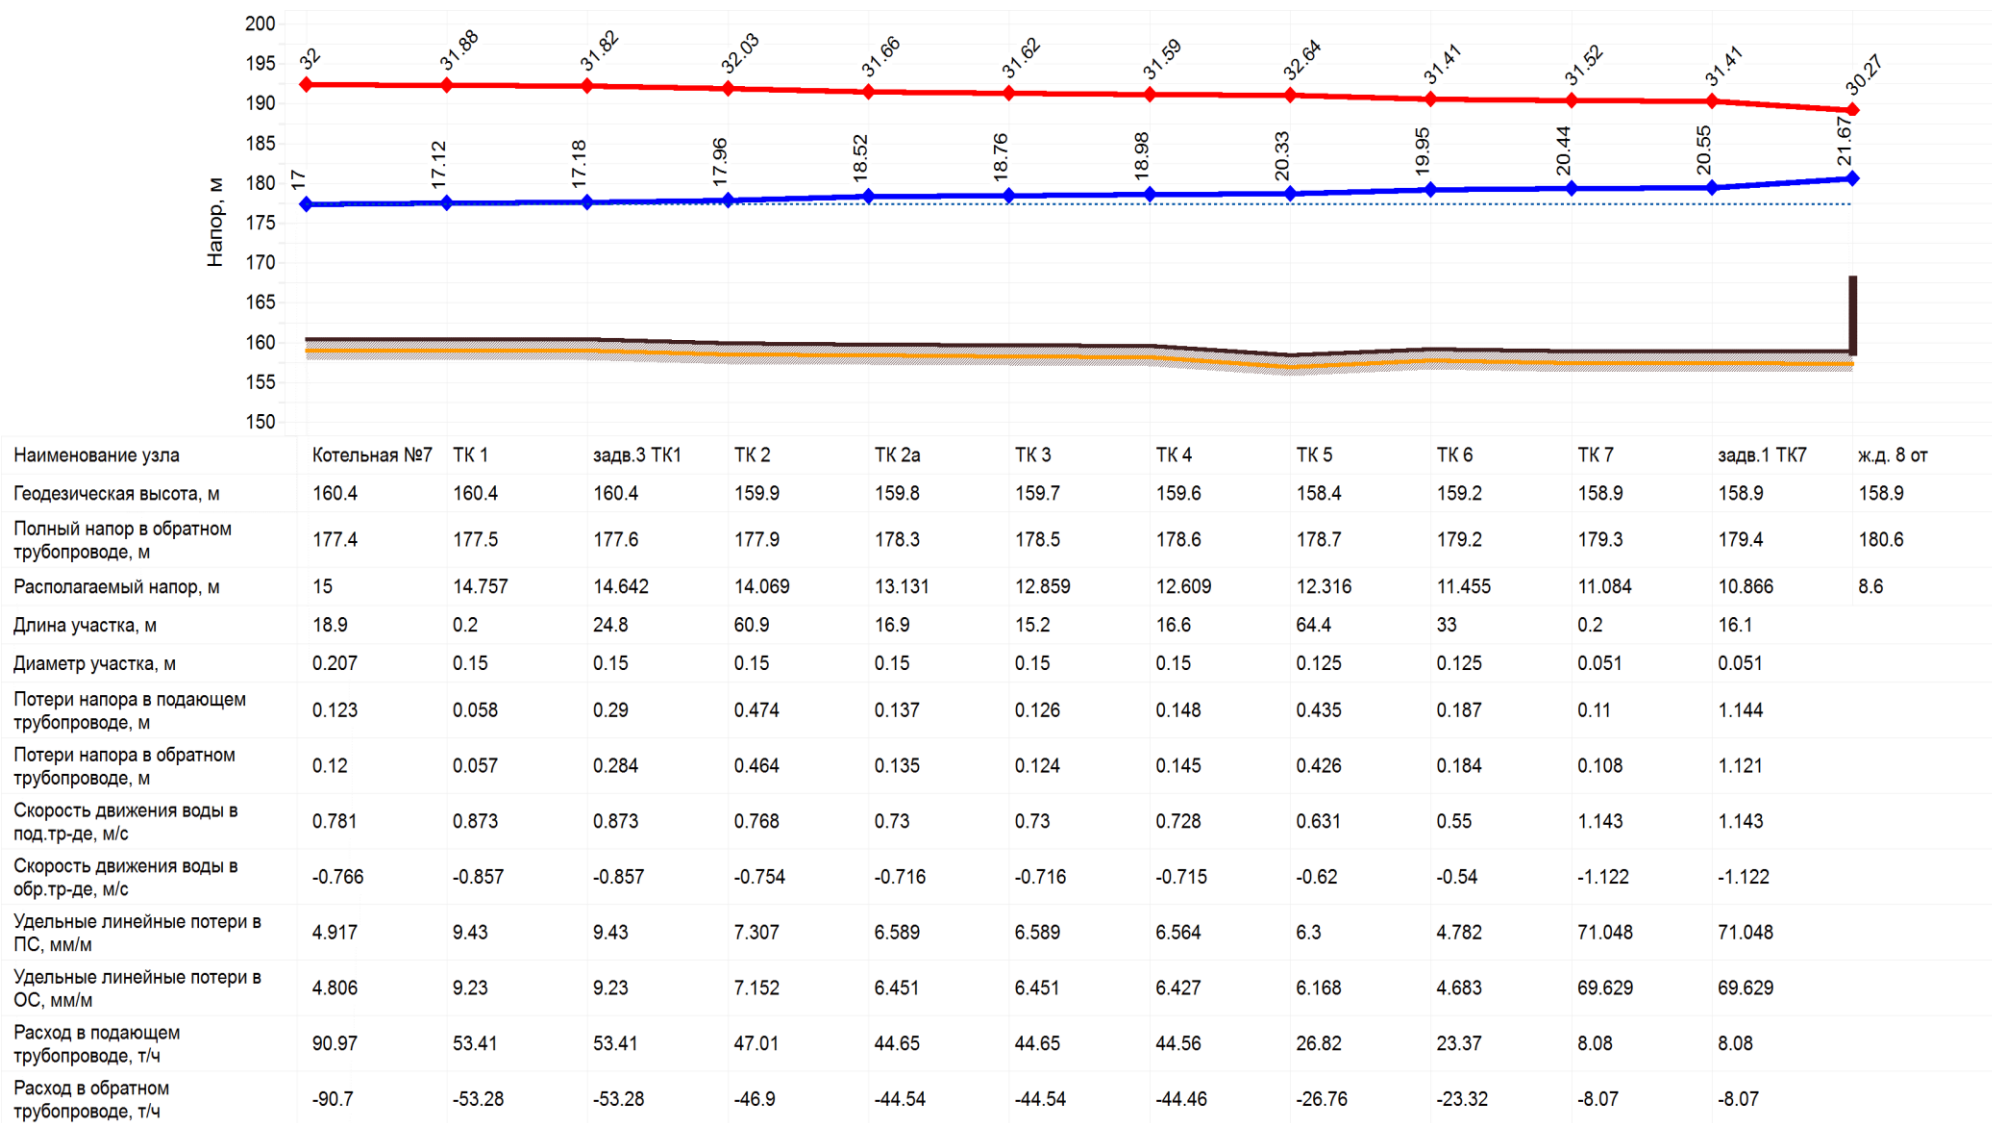 200
195
190
185
180
175
170
165
160
155
150
Напор, м
32
31.88
31.82
32.03
31.66
31.62
31.59
32.64
31.41
31.52
31.41
30.27
17
17.12
17.18
17.96
18.52
18.76
18.98
20.33
19.95
20.44
20.55
21.67
Наименование узла Котельная №7 ТК 1 задв.3 ТК1 ТК 2 ТК 2а ТК 3 ТК 4 ТК 5 ТК 6 ТК 7 задв.1 ТК7 ж.д. 8 от
Геодезическая высота, м 160.4 160.4 160.4 159.9 159.8 159.7 159.6 158.4 159.2 158.9 158.9 158.9
Полный напор в обратном
трубопроводе, м 177.4 177.5 177.6 177.9 178.3 178.5 178.6 178.7 179.2 179.3 179.4 180.6
Располагаемый напор, м 15 14.757 14.642 14.069 13.131 12.859 12.609 12.316 11.455 11.084 10.866 8.6
Длина участка, м 18.9 0.2 24.8 60.9 16.9 15.2 16.6 64.4 33 0.2 16.1
Диаметр участка, м 0.207 0.15 0.15 0.15 0.15 0.15 0.15 0.125 0.125 0.051 0.051
Потери напора в подающем
трубопроводе, м 0.123 0.058 0.29 0.474 0.137 0.126 0.148 0.435 0.187 0.11 1.144
Потери напора в обратном
трубопроводе, м 0.12 0.057 0.284 0.464 0.135 0.124 0.145 0.426 0.184 0.108 1.121
Скорость движения воды в
под.тр-де, м/с 0.781 0.873 0.873 0.768 0.73 0.73 0.728 0.631 0.55 1.143 1.143
Скорость движения воды в
обр.тр-де, м/с -0.766 -0.857 -0.857 -0.754 -0.716 -0.716 -0.715 -0.62 -0.54 -1.122 -1.122
Удельные линейные потери в
ПС, мм/м 4.917 9.43 9.43 7.307 6.589 6.589 6.564 6.3 4.782 71.048 71.048
Удельные линейные потери в
ОС, мм/м 4.806 9.23 9.23 7.152 6.451 6.451 6.427 6.168 4.683 69.629 69.629
Расход в подающем
трубопроводе, т/ч 90.97 53.41 53.41 47.01 44.65 44.65 44.56 26.82 23.37 8.08 8.08
Расход в обратном
трубопроводе, т/ч -90.7 -53.28 -53.28 -46.9 -44.54 -44.54 -44.46 -26.76 -23.32 -8.07 -8.07